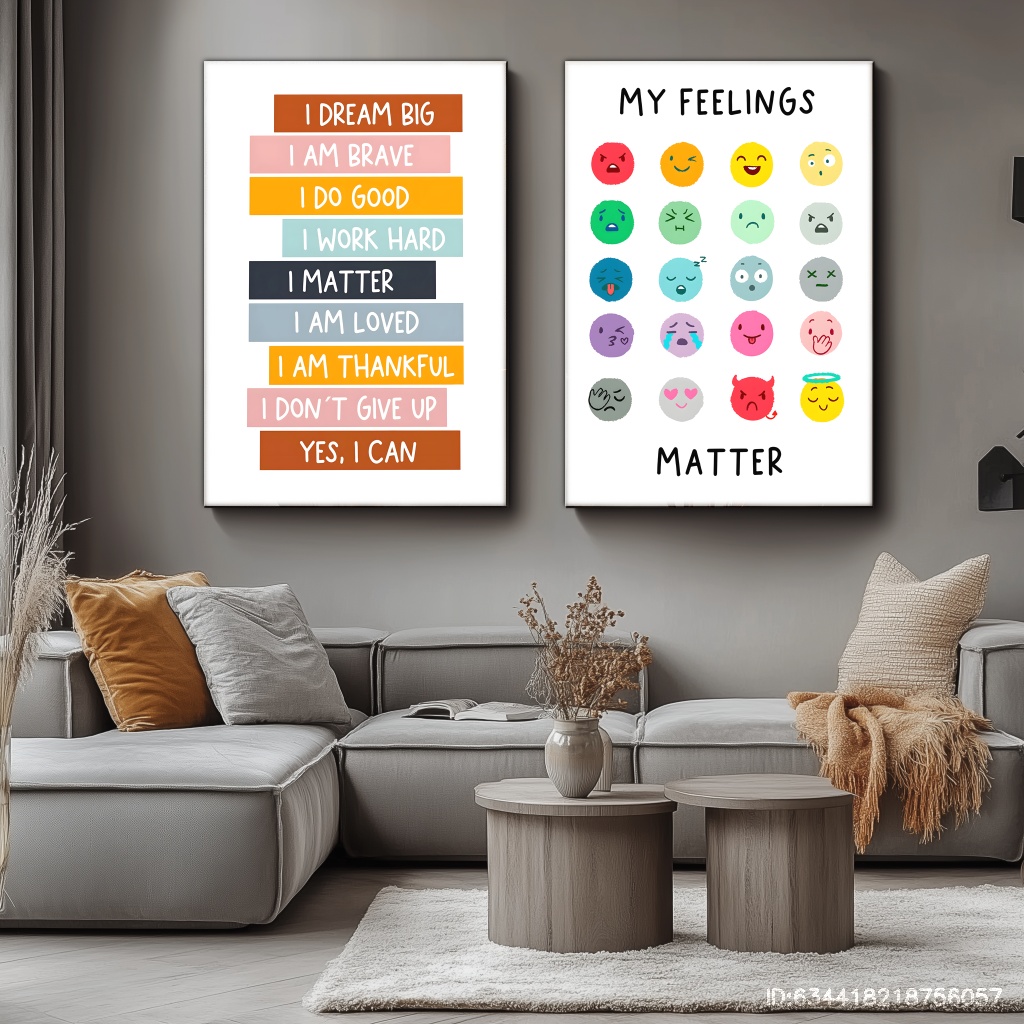 I DREAM BIG
I AM BRAVE
I DO GOOD
I WORK HARD
I MATTER
I AM LOVED
I AM THANKFUL
I DON'T GIVE UP
YES, I CAN
MY FEELINGS
z z z
MATTER
ID:634418218756057